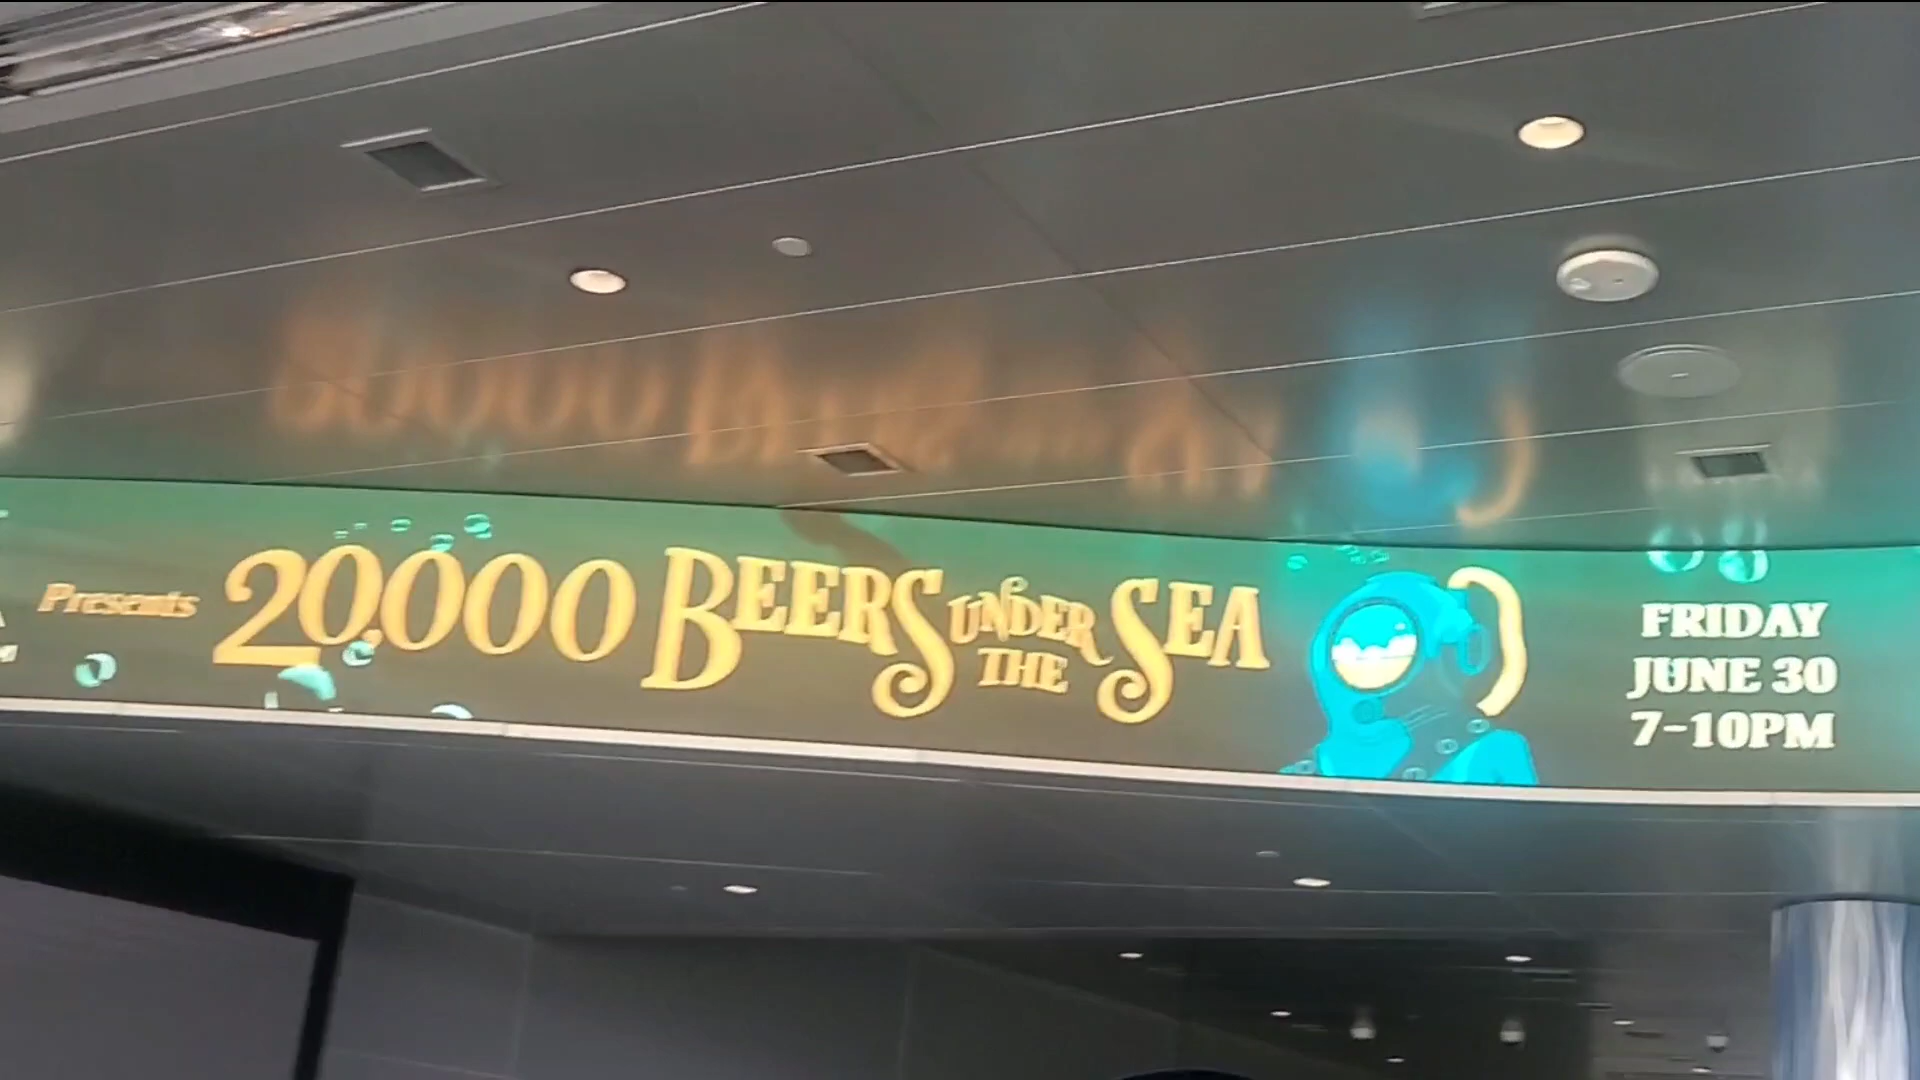 Presents
20,000 BEERS UNDER THE SEA
FRIDAY
JUNE 30
7-10PM